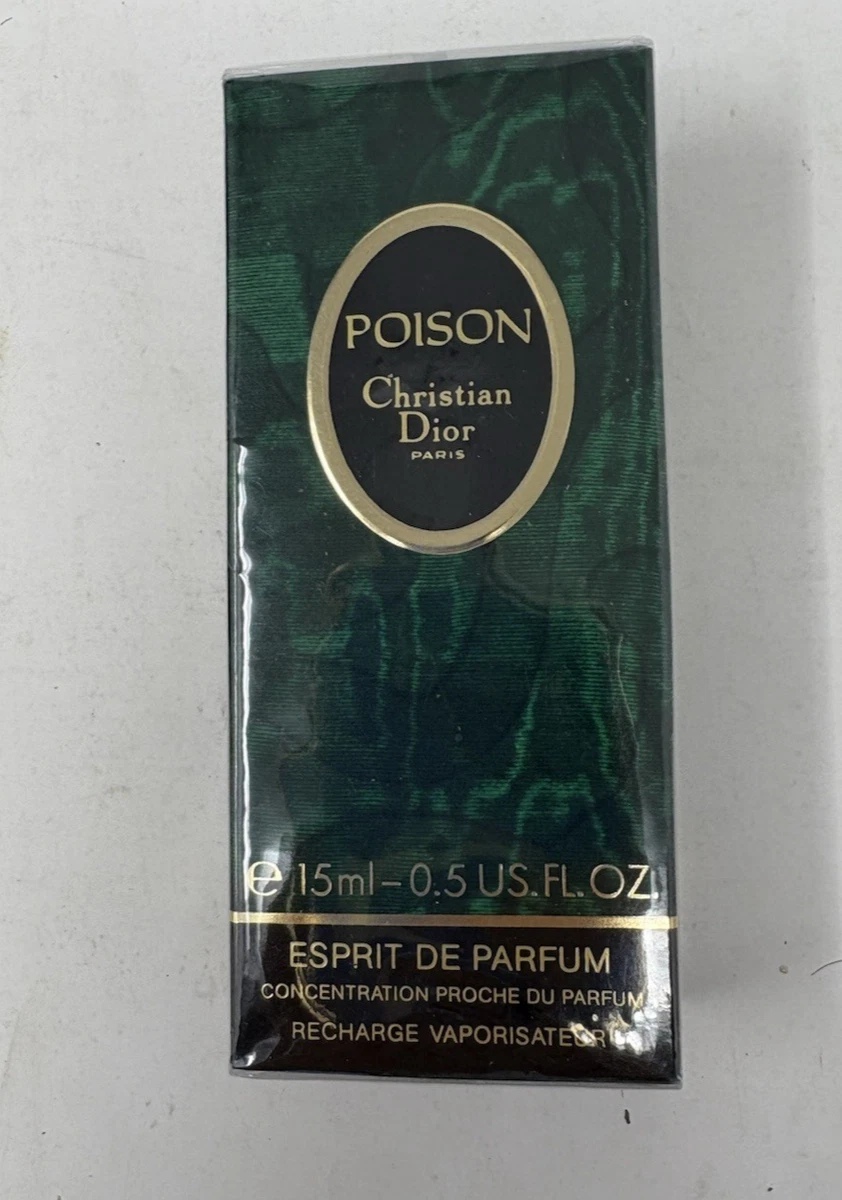 POISON
Christian
Dior
PARIS
℮ 15ml – 0.5 US.FL.OZ.
ESPRIT DE PARFUM
CONCENTRATION PROCHE DU PARFUM
RECHARGE VAPORISATEUR